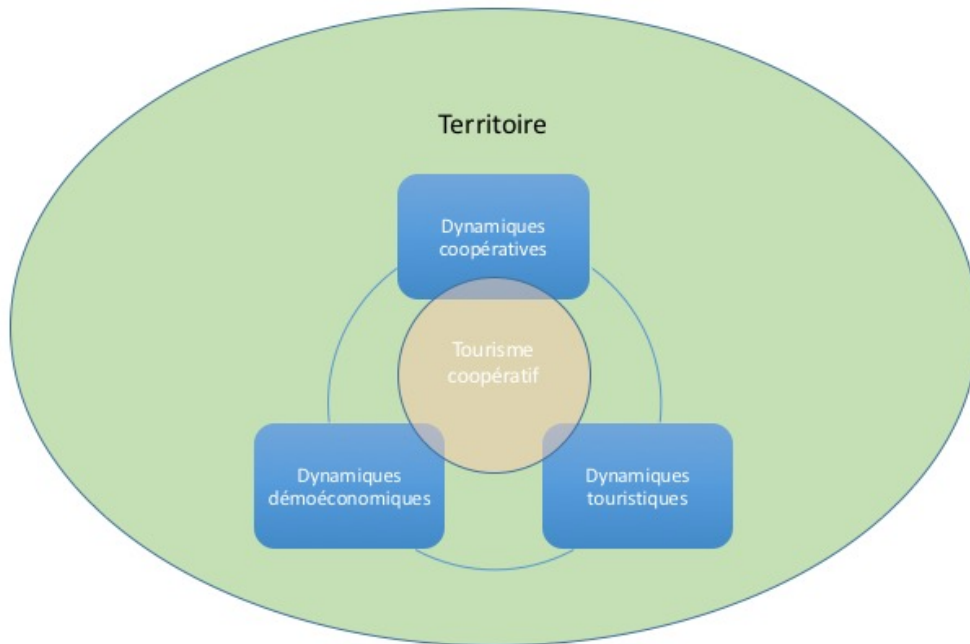 Territoire
Dynamiques
coopératives
Tourisme
coopératif
Dynamiques
démoéconomiques
Dynamiques
touristiques